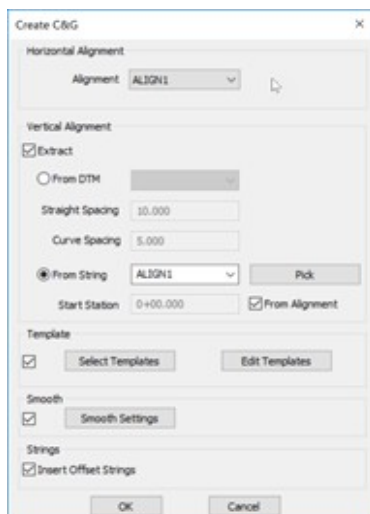 Create C&G
Horizontal Alignment
Alignment ALIGN1
Vertical Alignment
Extract
From DTM
Straight Spacing 10.000
Curve Spacing 5.000
From String ALIGN1 Pick
Start Station 0+00.000 From Alignment
Template
Select Templates Edit Templates
Smooth
Smooth Settings
Strings
Insert Offset Strings
OK Cancel